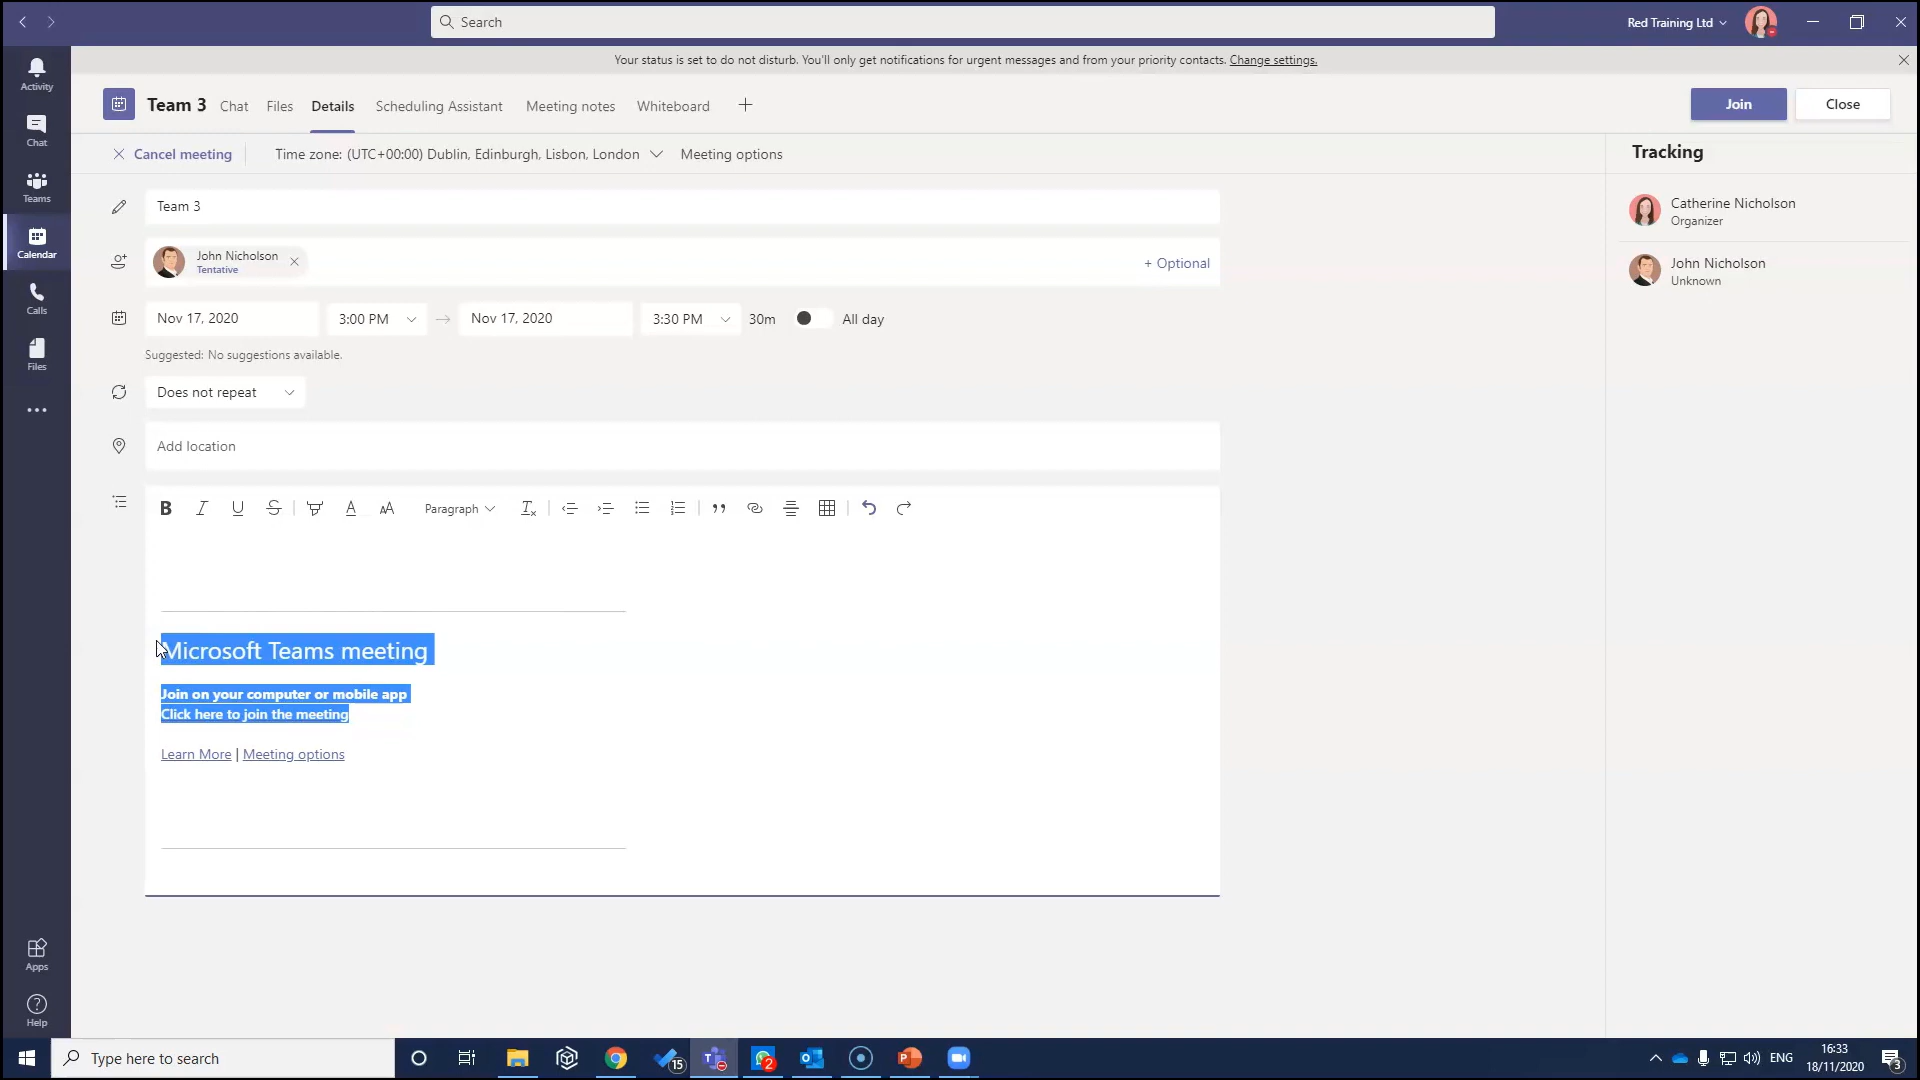 Search
Red Training Ltd
Your status is set to do not disturb. You'll only get notifications for urgent messages and from your priority contacts. Change settings.
Activity
Chat
Teams
Calendar
Calls
Files
Apps
Help
Team 3 Chat Files Details Scheduling Assistant Meeting notes Whiteboard
Join Close
Cancel meeting Time zone: (UTC+00:00) Dublin, Edinburgh, Lisbon, London Meeting options
Team 3
John Nicholson
Tentative
+ Optional
Nov 17, 2020 3:00 PM Nov 17, 2020 3:30 PM 30m All day
Suggested: No suggestions available.
Does not repeat
Add location
B I U S A AA Paragraph
Microsoft Teams meeting
Join on your computer or mobile app
Click here to join the meeting
Learn More | Meeting options
Tracking
Catherine Nicholson
Organizer
John Nicholson
Unknown
Type here to search
15
2
ENG
16:33
18/11/2020
3